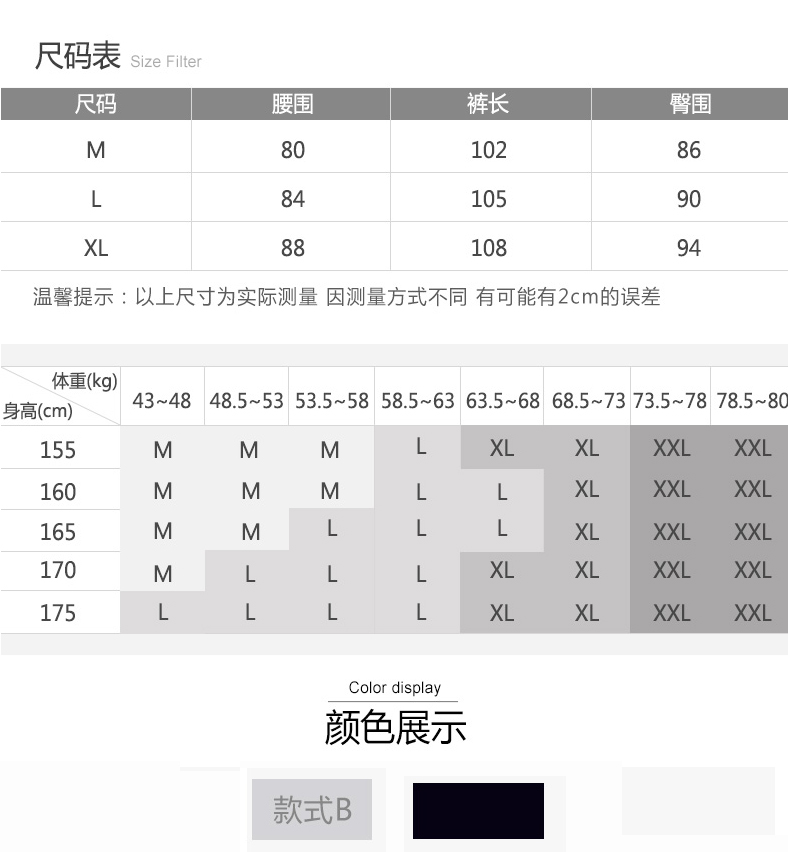 尺码表 Size Filter
尺码 腰围 裤长 臀围
M 80 102 86
L 84 105 90
XL 88 108 94
温馨提示：以上尺寸为实际测量 因测量方式不同 有可能有2cm的误差
体重(kg)
身高(cm)
43~48 48.5~53 53.5~58 58.5~63 63.5~68 68.5~73 73.5~78 78.5~80
155 M M M L XL XL XXL XXL
160 M M M L L XL XXL XXL
165 M M L L L XL XXL XXL
170 M L L L XL XL XXL XXL
175 L L L L XL XL XXL XXL
Color display
颜色展示
款式B